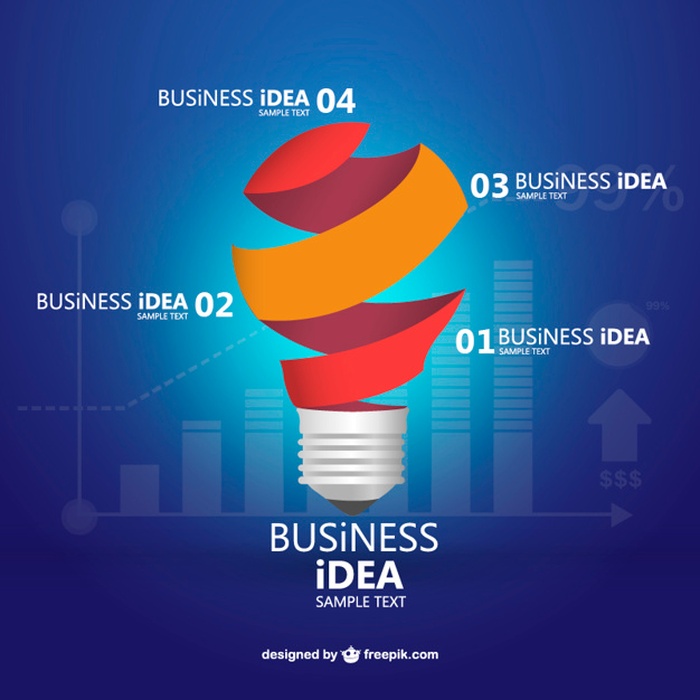 BUSiNESS iDEA 04
SAMPLE TEXT
03 BUSiNESS iDEA
SAMPLE TEXT
99%
BUSiNESS iDEA 02
SAMPLE TEXT
99%
01 BUSiNESS iDEA
SAMPLE TEXT
$$$
BUSiNESS
iDEA
SAMPLE TEXT
designed by freepik.com